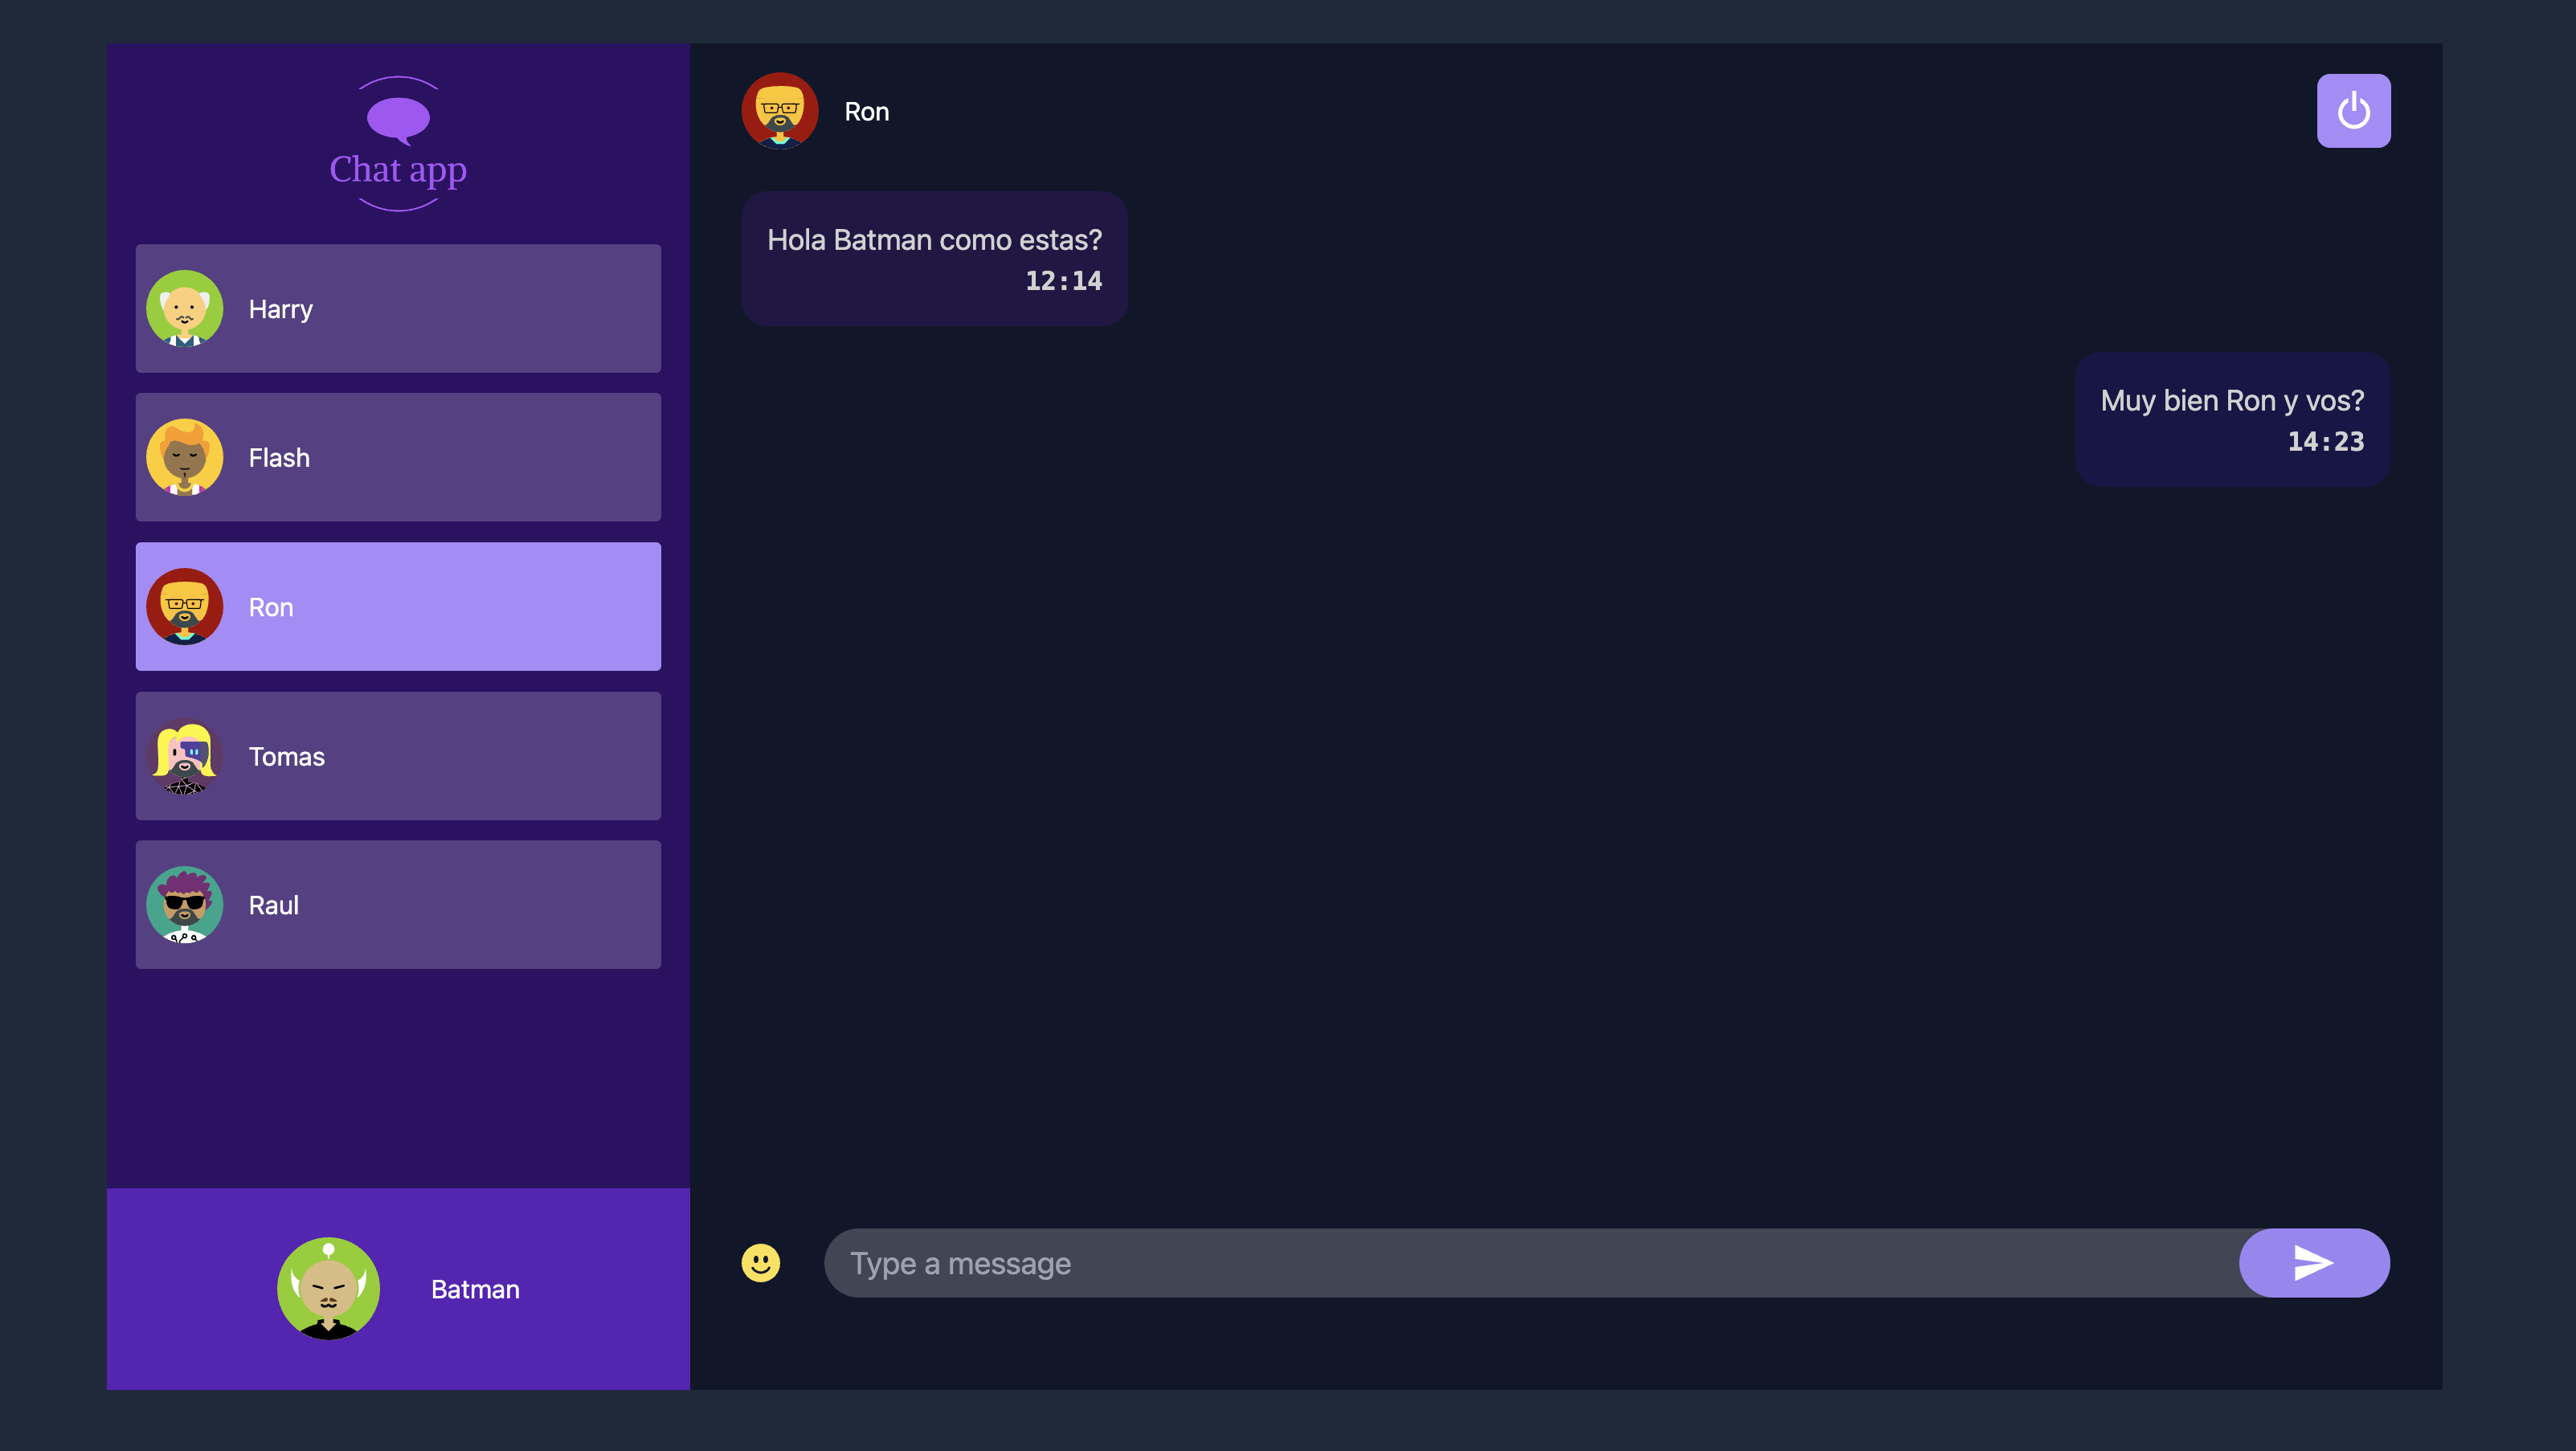 Chat app
Harry
Flash
Ron
Tomas
Raul
Batman
Ron
Hola Batman como estas?
12:14
Muy bien Ron y vos?
14:23
Type a message